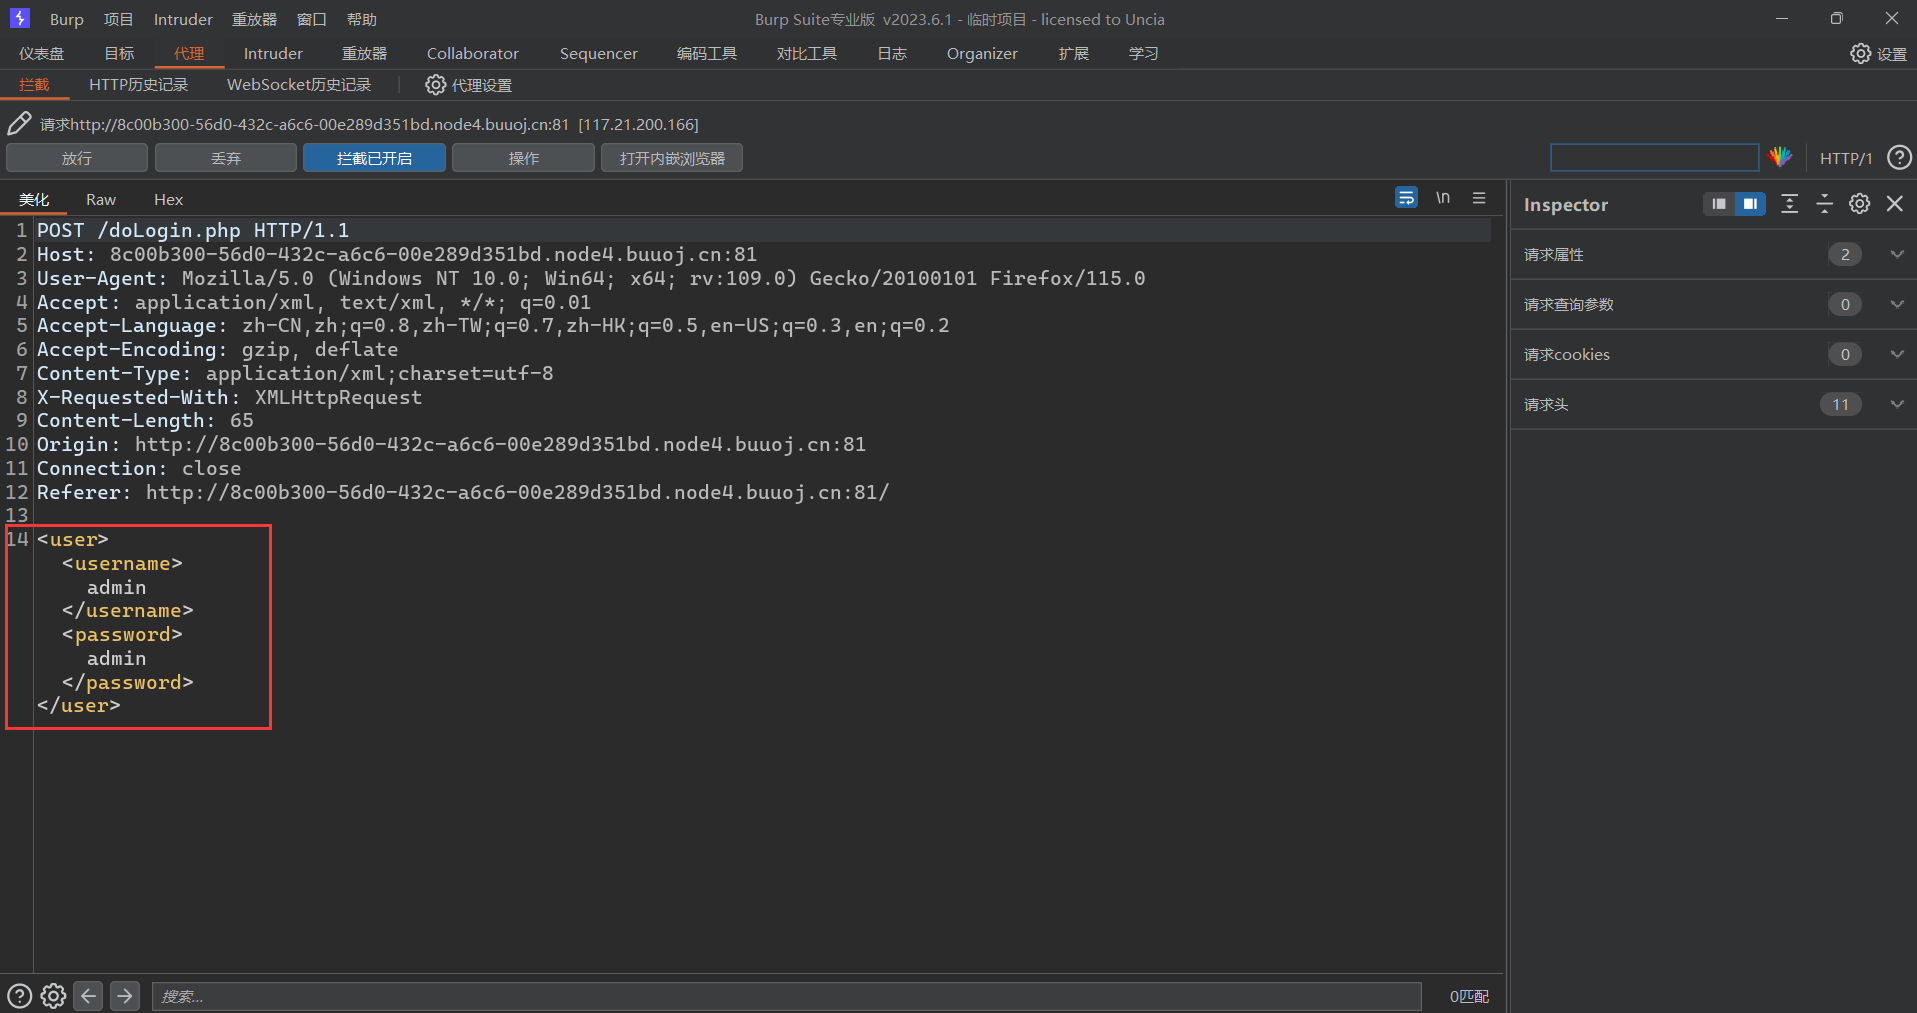 Burp 项目 Intruder 重放器 窗口 帮助 Burp Suite专业版 v2023.6.1 - 临时项目 - licensed to Uncia
仪表盘 目标 代理 Intruder 重放器 Collaborator Sequencer 编码工具 对比工具 日志 Organizer 扩展 学习 设置
拦截 HTTP历史记录 WebSocket历史记录 代理设置
请求http://8c00b300-56d0-432c-a6c6-00e289d351bd.node4.buuoj.cn:81 [117.21.200.166]
放行 丢弃 拦截已开启 操作 打开内嵌浏览器 HTTP/1
美化 Raw Hex \n
1 POST /doLogin.php HTTP/1.1
2 Host: 8c00b300-56d0-432c-a6c6-00e289d351bd.node4.buuoj.cn:81
3 User-Agent: Mozilla/5.0 (Windows NT 10.0; Win64; x64; rv:109.0) Gecko/20100101 Firefox/115.0
4 Accept: application/xml, text/xml, */*; q=0.01
5 Accept-Language: zh-CN,zh;q=0.8,zh-TW;q=0.7,zh-HK;q=0.5,en-US;q=0.3,en;q=0.2
6 Accept-Encoding: gzip, deflate
7 Content-Type: application/xml;charset=utf-8
8 X-Requested-With: XMLHttpRequest
9 Content-Length: 65
10 Origin: http://8c00b300-56d0-432c-a6c6-00e289d351bd.node4.buuoj.cn:81
11 Connection: close
12 Referer: http://8c00b300-56d0-432c-a6c6-00e289d351bd.node4.buuoj.cn:81/
13
14 <user>
<username>
admin
</username>
<password>
admin
</password>
</user>
Inspector
请求属性 2
请求查询参数 0
请求cookies 0
请求头 11
搜索... 0匹配